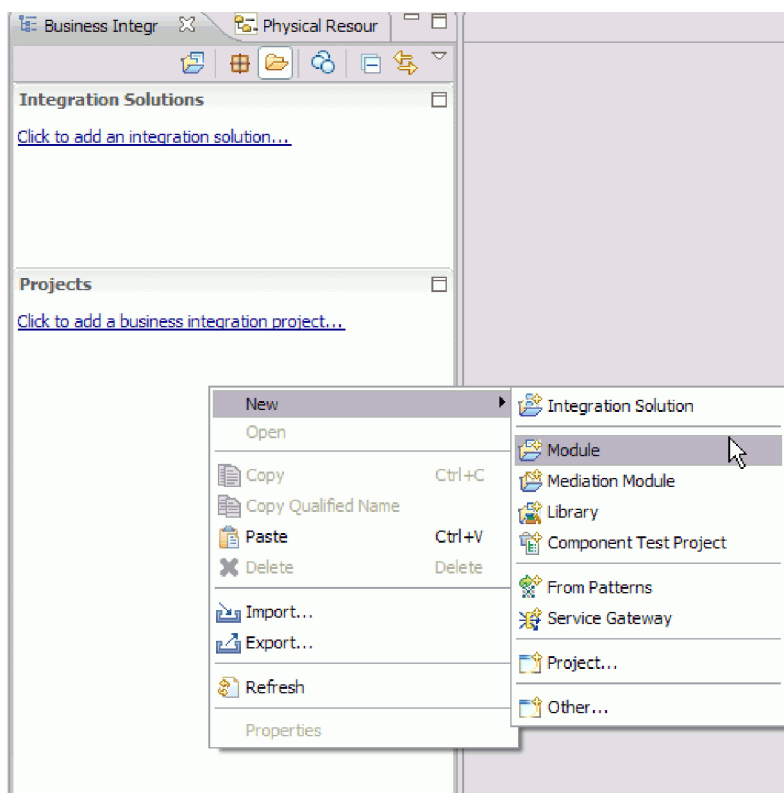 Business Integr
Physical Resour
Integration Solutions
Click to add an integration solution...
Projects
Click to add a business integration project...
New
Open
Copy Ctrl+C
Copy Qualified Name
Paste Ctrl+V
Delete Delete
Import...
Export...
Refresh
Properties
Integration Solution
Module
Mediation Module
Library
Component Test Project
From Patterns
Service Gateway
Project...
Other...